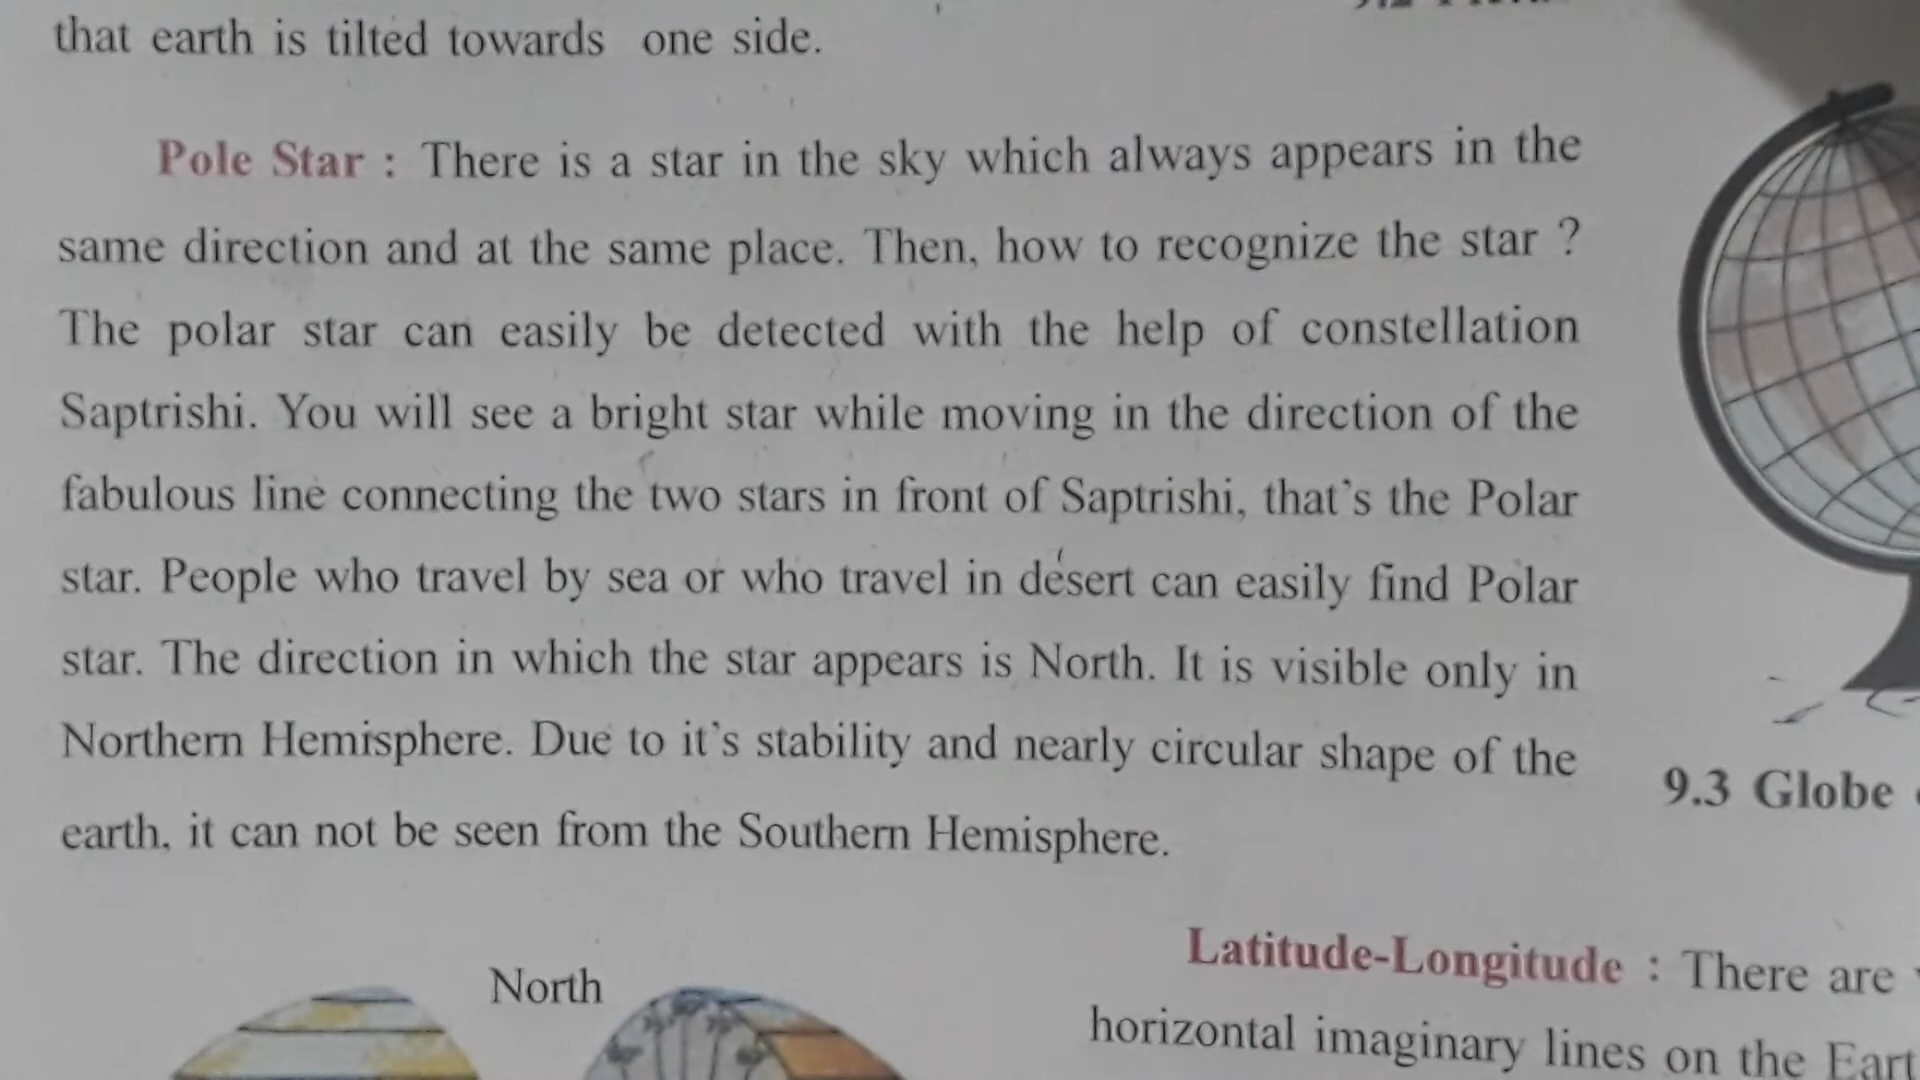 that earth is tilted towards one side.
Pole Star : There is a star in the sky which always appears in the
same direction and at the same place. Then, how to recognize the star ?
The polar star can easily be detected with the help of constellation
Saptrishi. You will see a bright star while moving in the direction of the
fabulous line connecting the two stars in front of Saptrishi, that's the Polar
star. People who travel by sea or who travel in desert can easily find Polar
star. The direction in which the star appears is North. It is visible only in
Northern Hemisphere. Due to it's stability and nearly circular shape of the
earth, it can not be seen from the Southern Hemisphere.
9.3 Globe
North
Latitude-Longitude : There are
horizontal imaginary lines on the